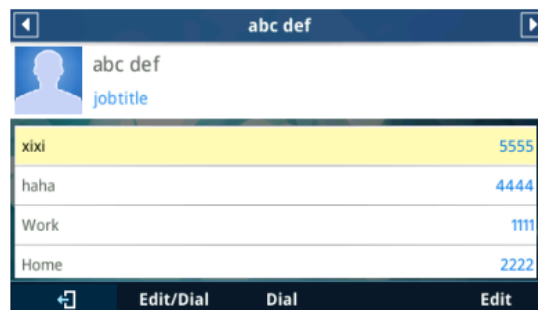 abc def
abc def
jobtitle
xixi 5555
haha 4444
Work 1111
Home 2222
Edit/Dial Dial Edit